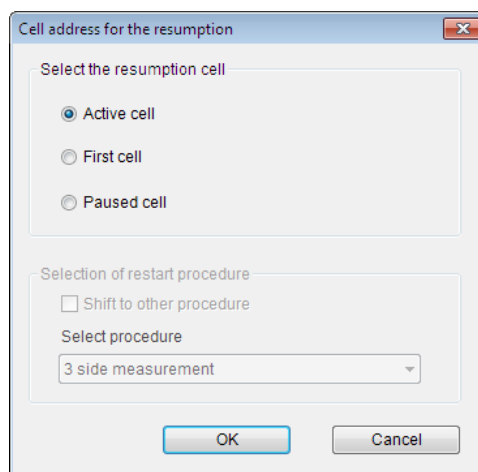 Cell address for the resumption
Select the resumption cell
Active cell
First cell
Paused cell
Selection of restart procedure
Shift to other procedure
Select procedure
3 side measurement
OK
Cancel